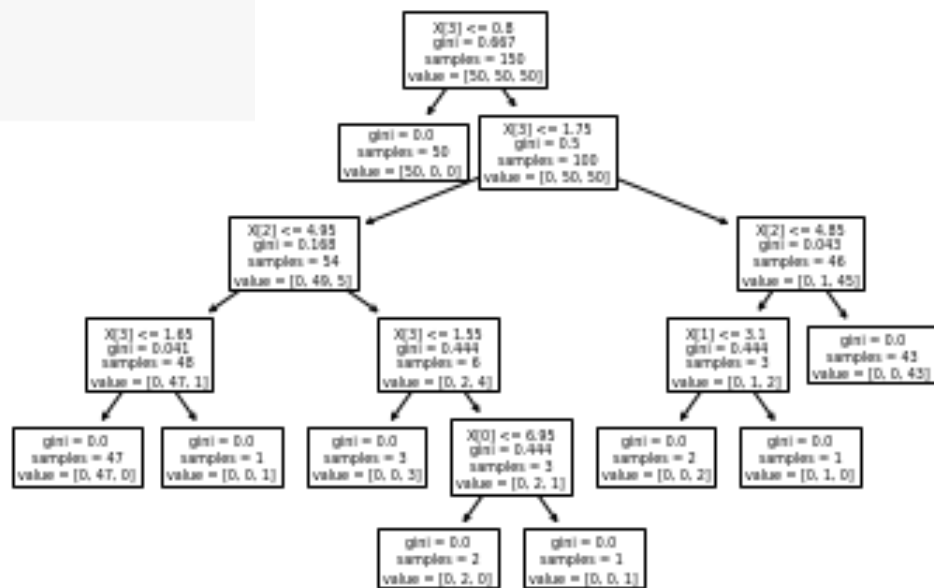 X[3] <= 0.8
gini = 0.667
samples = 150
value = [50, 50, 50]
gini = 0.0
samples = 50
value = [50, 0, 0]
X[3] <= 1.75
gini = 0.5
samples = 100
value = [0, 50, 50]
X[2] <= 4.95
gini = 0.168
samples = 54
value = [0, 49, 5]
X[2] <= 4.85
gini = 0.043
samples = 46
value = [0, 1, 45]
X[3] <= 1.65
gini = 0.041
samples = 48
value = [0, 47, 1]
X[3] <= 1.55
gini = 0.444
samples = 6
value = [0, 2, 4]
X[1] <= 3.1
gini = 0.444
samples = 3
value = [0, 1, 2]
gini = 0.0
samples = 43
value = [0, 0, 43]
gini = 0.0
samples = 47
value = [0, 47, 0]
gini = 0.0
samples = 1
value = [0, 0, 1]
gini = 0.0
samples = 3
value = [0, 0, 3]
X[0] <= 6.95
gini = 0.444
samples = 3
value = [0, 2, 1]
gini = 0.0
samples = 2
value = [0, 0, 2]
gini = 0.0
samples = 1
value = [0, 1, 0]
gini = 0.0
samples = 2
value = [0, 2, 0]
gini = 0.0
samples = 1
value = [0, 0, 1]